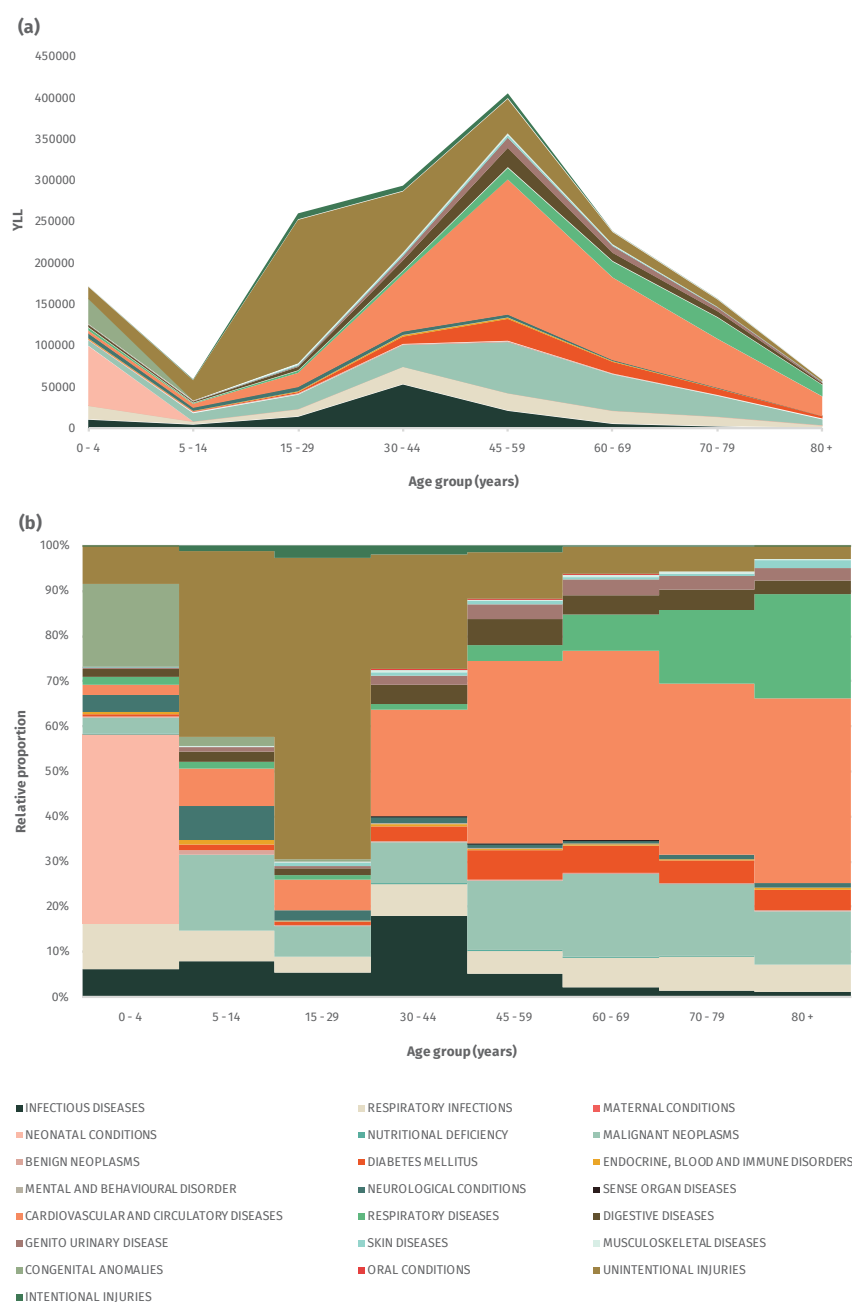 (a)
450000
400000
350000
300000
250000
200000
150000
100000
50000
0
YLL
0 - 4 5 - 14 15 - 29 30 - 44 45 - 59 60 - 69 70 - 79 80 +
Age group (years)
(b)
100%
90%
80%
70%
60%
50%
40%
30%
20%
10%
0%
Relative proportion
0 - 4 5 - 14 15 - 29 30 - 44 45 - 59 60 - 69 70 - 79 80 +
Age group (years)
INFECTIOUS DISEASES RESPIRATORY INFECTIONS MATERNAL CONDITIONS
NEONATAL CONDITIONS NUTRITIONAL DEFICIENCY MALIGNANT NEOPLASMS
BENIGN NEOPLASMS DIABETES MELLITUS ENDOCRINE, BLOOD AND IMMUNE DISORDERS
MENTAL AND BEHAVIOURAL DISORDER NEUROLOGICAL CONDITIONS SENSE ORGAN DISEASES
CARDIOVASCULAR AND CIRCULATORY DISEASES RESPIRATORY DISEASES DIGESTIVE DISEASES
GENITO URINARY DISEASE SKIN DISEASES MUSCULOSKELETAL DISEASES
CONGENITAL ANOMALIES ORAL CONDITIONS UNINTENTIONAL INJURIES
INTENTIONAL INJURIES